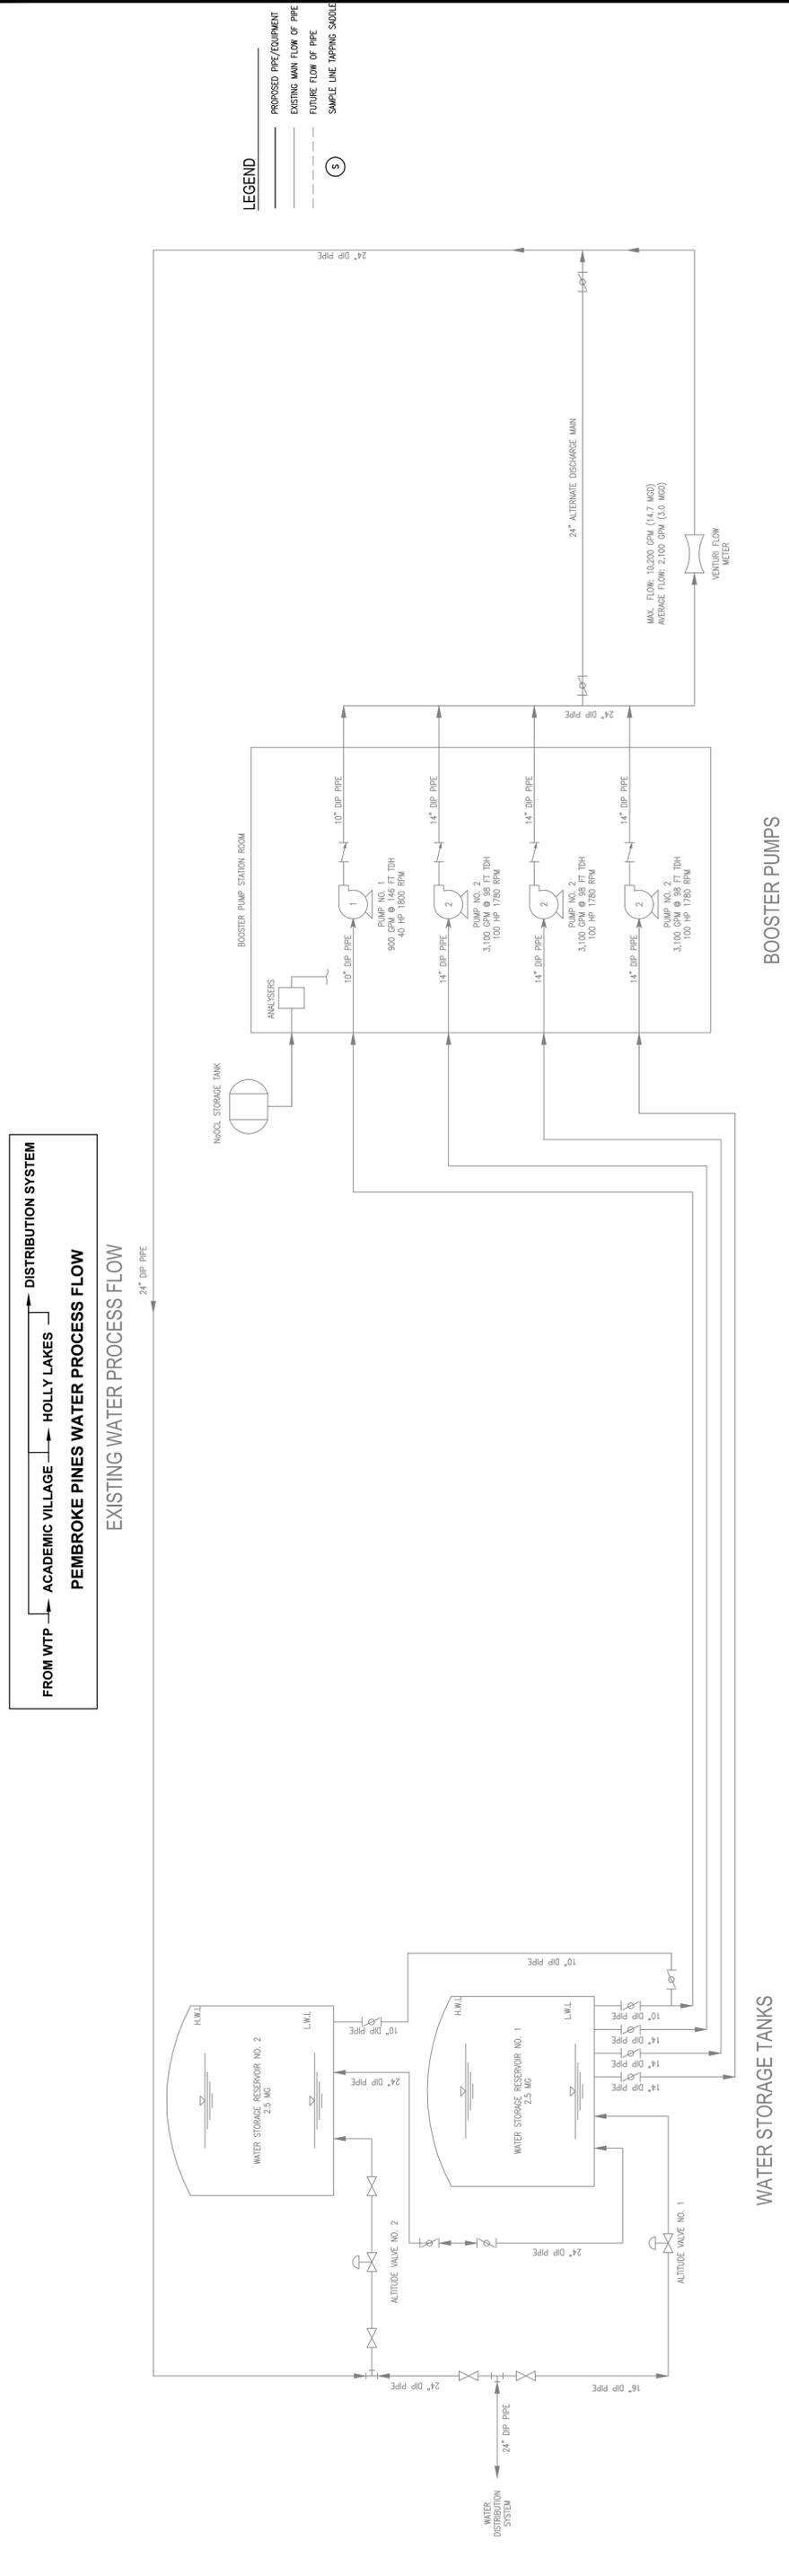 FROM WTP
ACADEMIC VILLAGE
HOLLY LAKES
DISTRIBUTION SYSTEM
PEMBROKE PINES WATER PROCESS FLOW
EXISTING WATER PROCESS FLOW
LEGEND
PROPOSED PIPE/EQUIPMENT
EXISTING MAIN FLOW OF PIPE
FUTURE FLOW OF PIPE
S
SAMPLE LINE TAPPING SADDLE
24" DIP PIPE
24" DIP PIPE
H.W.L
L.W.L
WATER STORAGE RESERVOIR NO. 2
2.5 MG
10" DIP PIPE
24" DIP PIPE
ALTITUDE VALVE NO. 2
10" DIP PIPE
H.W.L
L.W.L
WATER STORAGE RESERVOIR NO. 1
2.5 MG
10" DIP PIPE
14" DIP PIPE
14" DIP PIPE
14" DIP PIPE
24" DIP PIPE
ALTITUDE VALVE NO. 1
24" DIP PIPE
16" DIP PIPE
24" DIP PIPE
WATER
DISTRIBUTION
SYSTEM
WATER STORAGE TANKS
NaOCL STORAGE TANK
BOOSTER PUMP STATION ROOM
ANALYSERS
10" DIP PIPE
1
10" DIP PIPE
PUMP NO. 1
900 GPM @ 146 FT TDH
40 HP 1800 RPM
14" DIP PIPE
2
14" DIP PIPE
PUMP NO. 2
3,100 GPM @ 98 FT TDH
100 HP 1780 RPM
14" DIP PIPE
2
14" DIP PIPE
PUMP NO. 2
3,100 GPM @ 98 FT TDH
100 HP 1780 RPM
14" DIP PIPE
2
14" DIP PIPE
PUMP NO. 2
3,100 GPM @ 98 FT TDH
100 HP 1780 RPM
24" DIP PIPE
24" ALTERNATE DISCHARGE MAIN
MAX. FLOW: 10,200 GPM (14.7 MGD)
AVERAGE FLOW: 2,100 GPM (3.0 MGD)
VENTURI FLOW
METER
BOOSTER PUMPS